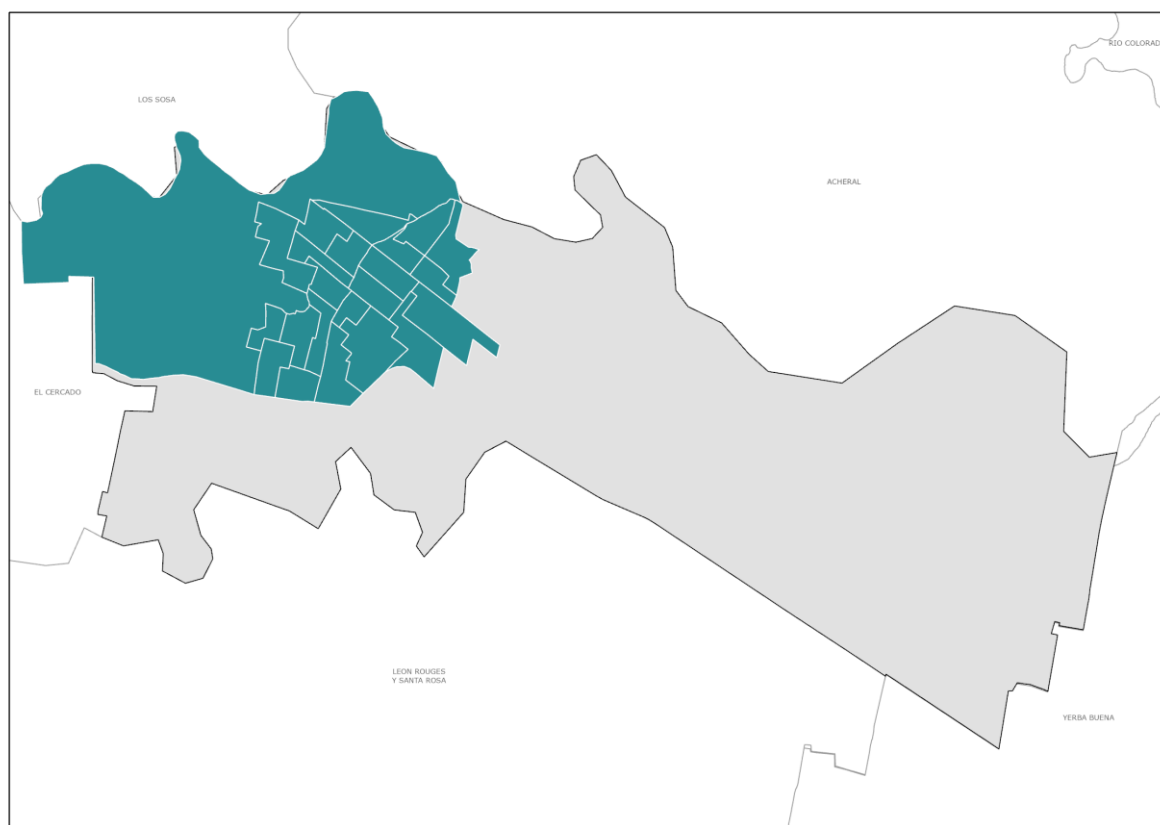 RIO COLORAD
LOS SOSA
ACHERAL
EL CERCADO
LEON ROUGES
Y SANTA ROSA
YERBA BUENA